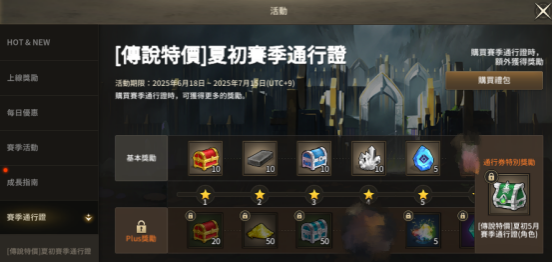 活動
HOT & NEW
上線獎勵
每日優惠
賽季活動
成長指南
賽季通行證
[傳說特價]夏初賽季通行證
[傳說特價]夏初賽季通行證
活動期限：2025年6月18日 ~ 2025年7月
日(UTC+9)
購買賽季通行證時，可獲得更多的獎勵。
購買賽季通行證時，
額外獲得獎勵
購買禮包
基本獎勵
10
10
10
10
5
1
2
3
4
5
Plus獎勵
20
50
50
5
通行券特別獎勵
[傳說特價]夏初5月
賽季通行證(角色)